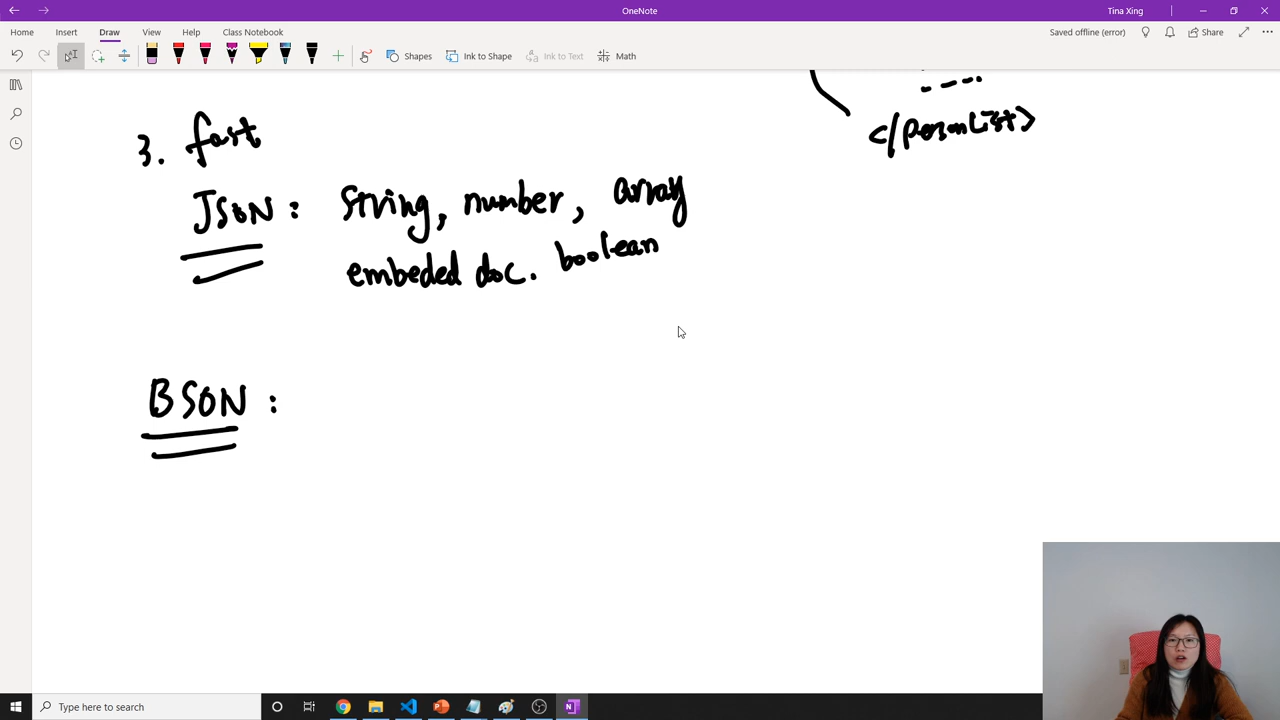 OneNote
Tina Xing
Home Insert Draw View Help Class Notebook
Saved offline (error)
Share
Shapes
Ink to Shape
Ink to Text
Math
</personList>
3. fast
JSON: string, number, array
embeded doc. boolean
BSON:
Type here to search